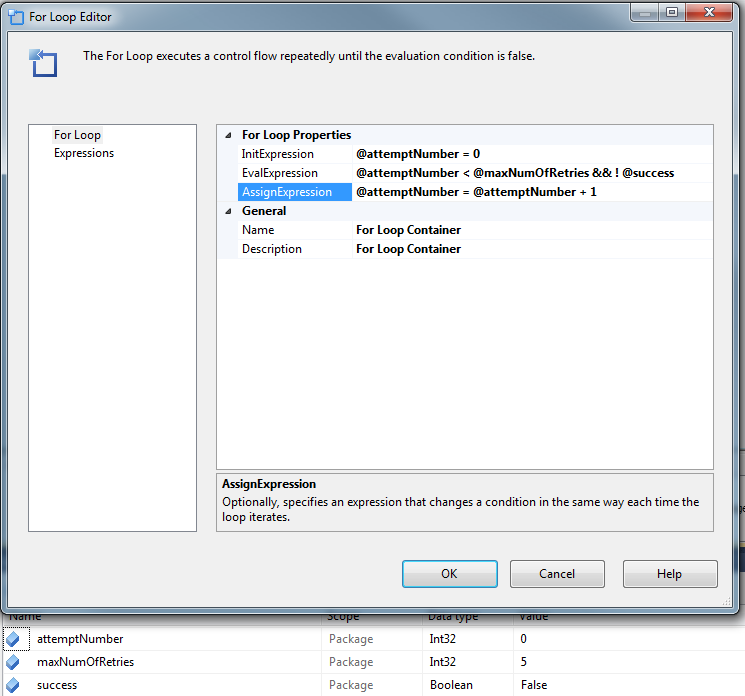 For Loop Editor
The For Loop executes a control flow repeatedly until the evaluation condition is false.
For Loop
Expressions
For Loop Properties
InitExpression @attemptNumber = 0
EvalExpression @attemptNumber < @maxNumOfRetries && ! @success
AssignExpression @attemptNumber = @attemptNumber + 1
General
Name For Loop Container
Description For Loop Container
AssignExpression
Optionally, specifies an expression that changes a condition in the same way each time the
loop iterates.
OK Cancel Help
Name Scope Data type Value
attemptNumber Package Int32 0
maxNumOfRetries Package Int32 5
success Package Boolean False